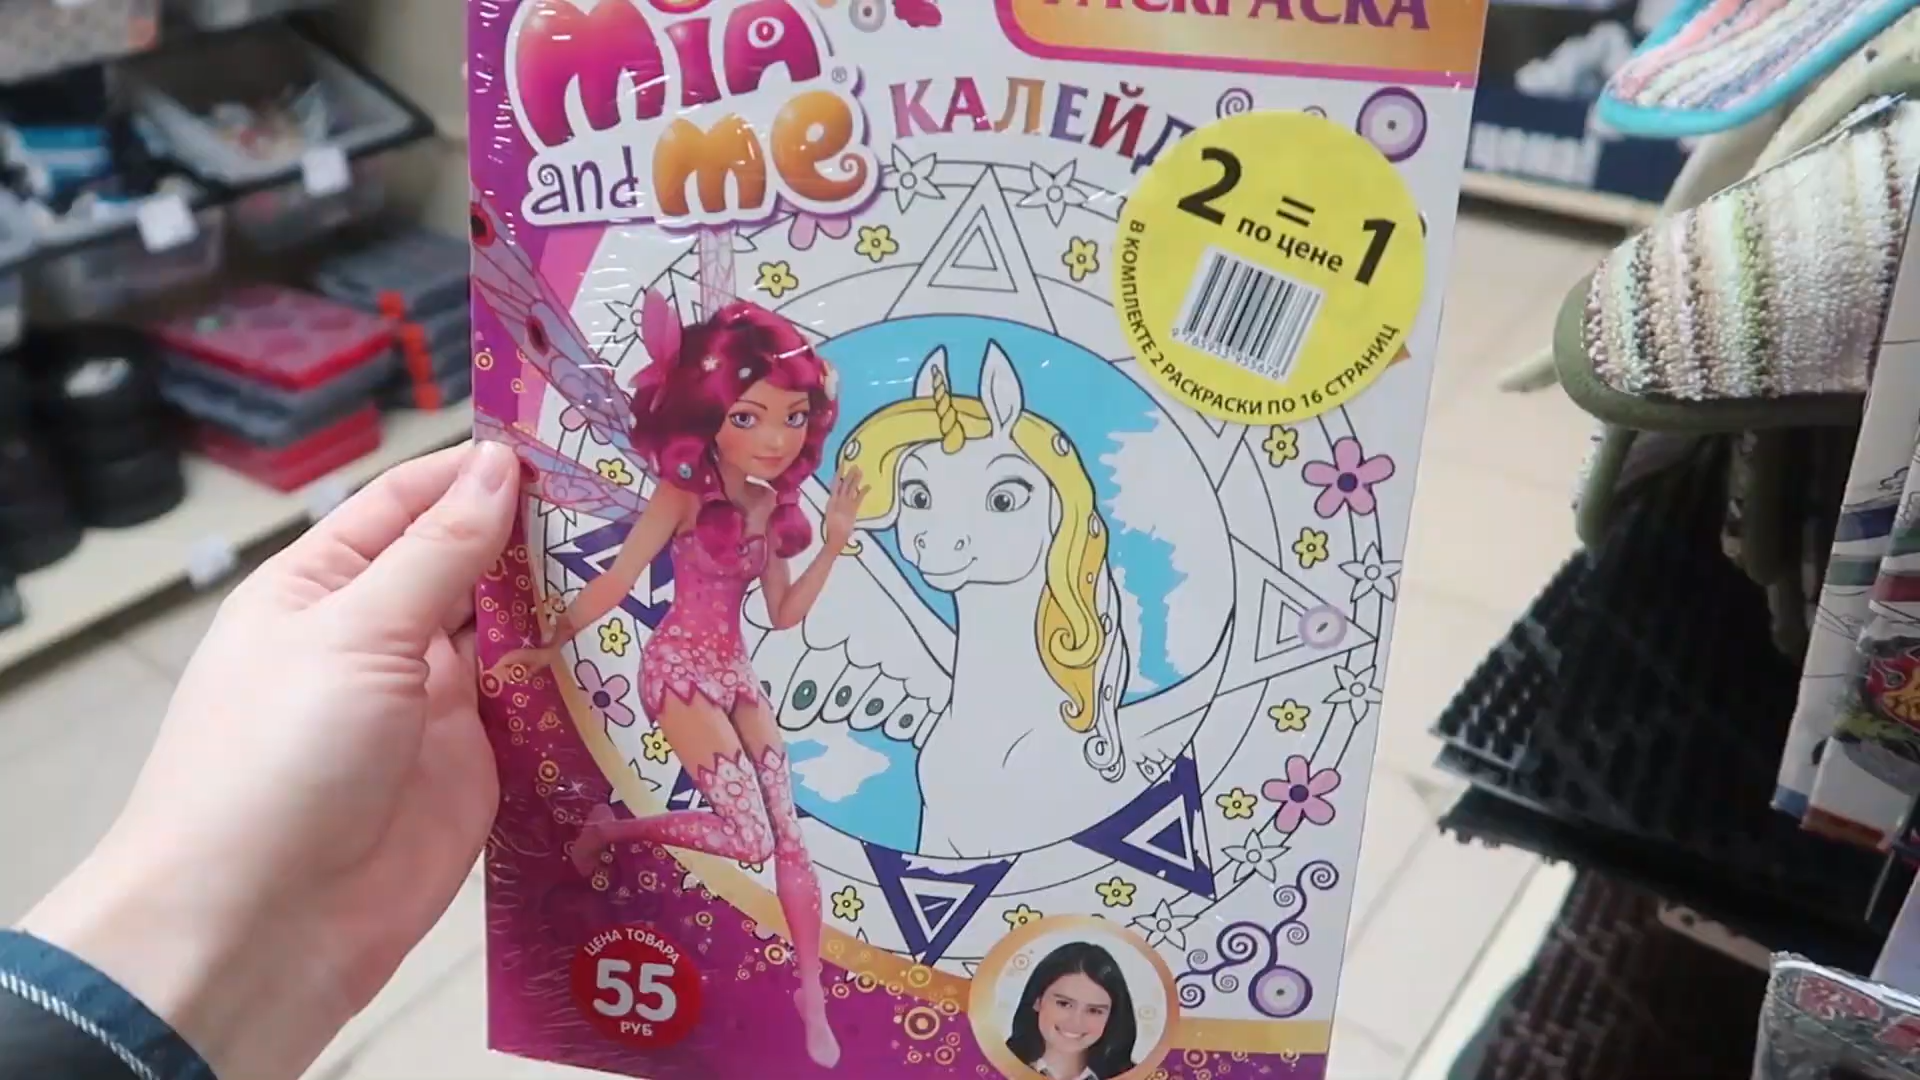 РАСКРАСКА
Mia
and me®
КАЛЕЙД
2 = 1
по цене
В КОМПЛЕКТЕ 2 РАСКРАСКИ ПО 16 СТРАНИЦ
ЦЕНА ТОВАРА
55
РУБ
цена!